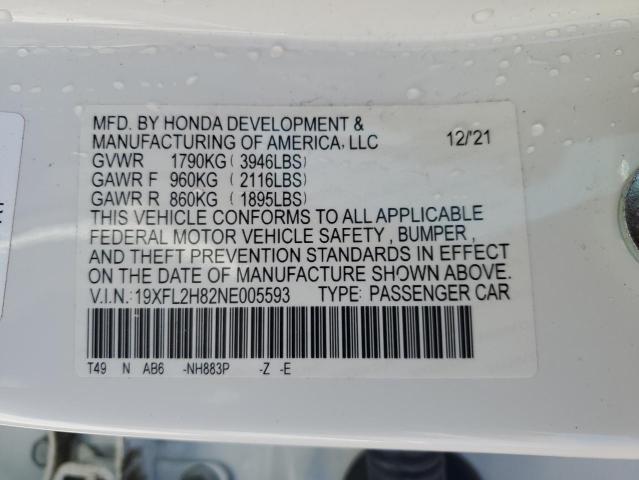 MFD. BY HONDA DEVELOPMENT &
MANUFACTURING OF AMERICA, LLC 12/'21
GVWR 1790KG ( 3946LBS)
GAWR F 960KG ( 2116LBS)
GAWR R 860KG ( 1895LBS)
THIS VEHICLE CONFORMS TO ALL APPLICABLE
FEDERAL MOTOR VEHICLE SAFETY , BUMPER ,
AND THEFT PREVENTION STANDARDS IN EFFECT
ON THE DATE OF MANUFACTURE SHOWN ABOVE.
V.I.N.: 19XFL2H82NE005593 TYPE: PASSENGER CAR
T49 N AB6 -NH883P -Z -E